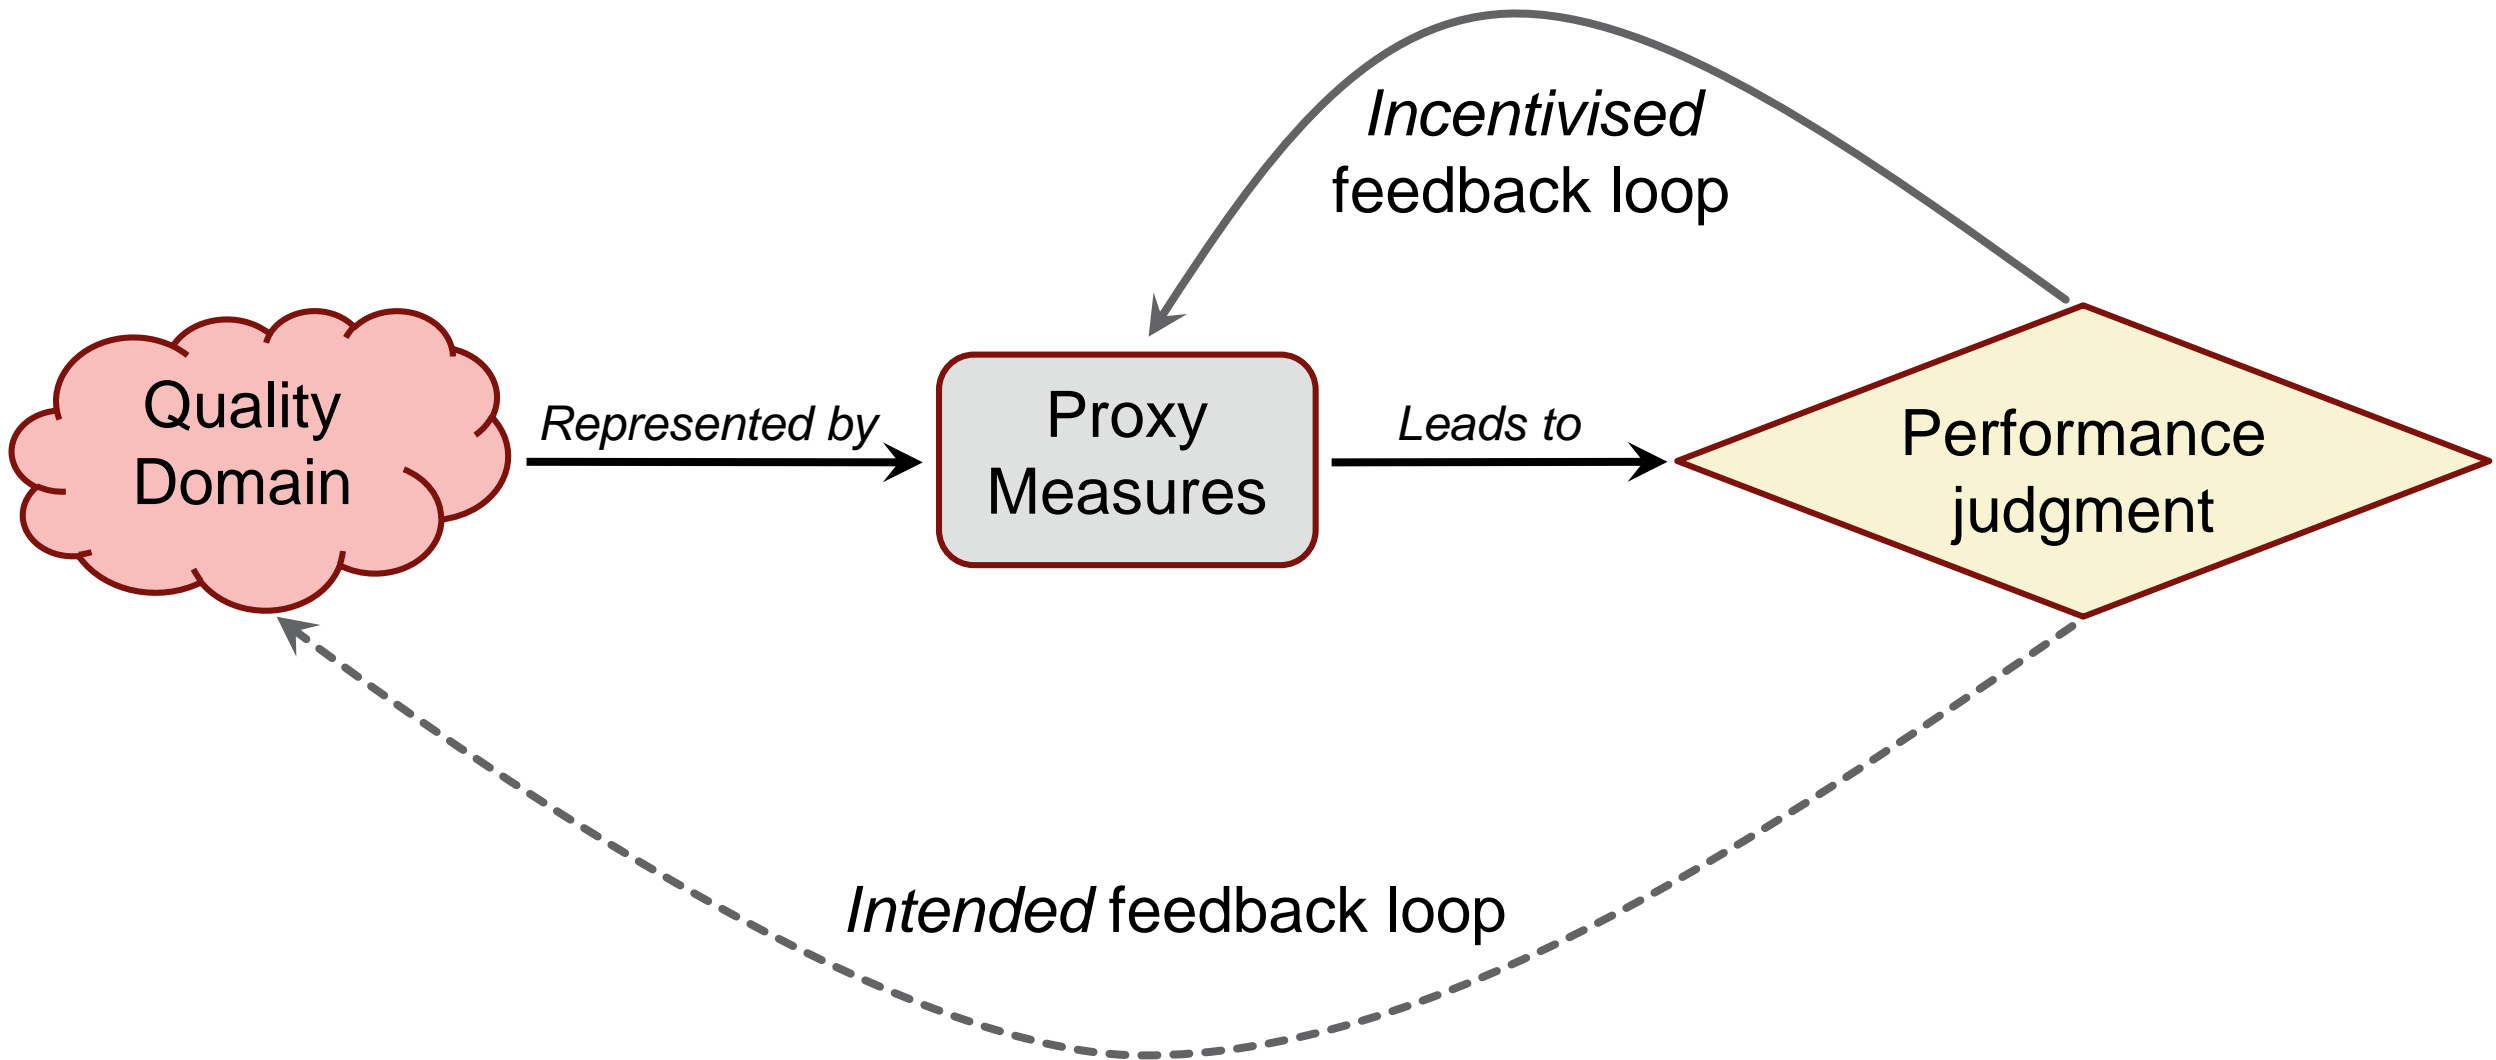 Incentivised
feedback loop
Quality
Domain
Represented by
Proxy
Measures
Leads to
Performance
judgment
Intended feedback loop